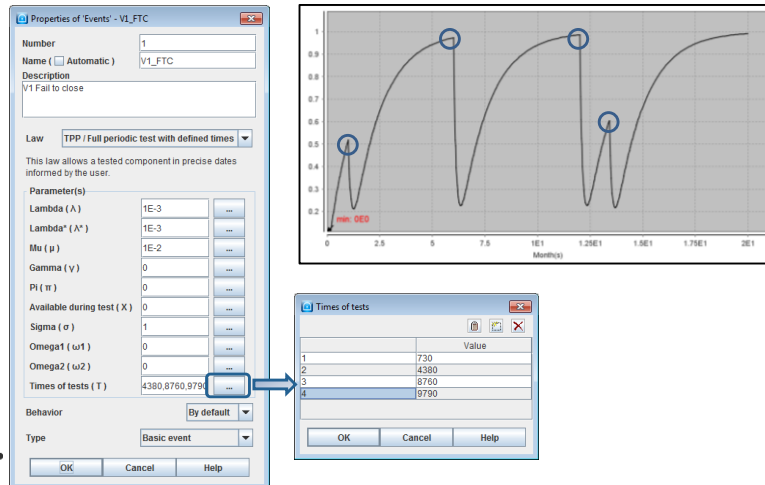 Properties of 'Events' - V1_FTC
Number 1
Name ( Automatic ) V1_FTC
Description
V1 Fail to close
Law TPP / Full periodic test with defined times
This law allows a tested component in precise dates
informed by the user.
Parameter(s)
Lambda ( λ ) 1E-3 ...
Lambda* ( λ* ) 1E-3 ...
Mu ( μ ) 1E-2 ...
Gamma ( γ ) 0 ...
Pi ( π ) 0 ...
Available during test ( X ) 0 ...
Sigma ( σ ) 1 ...
Omega1 ( ω1 ) 0 ...
Omega2 ( ω2 ) 0 ...
Times of tests ( T ) 4380,8760,9790 ...
Behavior By default
Type Basic event
OK Cancel Help
1
0.9
0.8
0.7
0.6
0.5
0.4
0.3
0.2
min: 0E0
0 2.5 5 7.5 1E1 1.25E1 1.5E1 1.75E1 2E1
Month(s)
Times of tests
Value
1 730
2 4380
3 8760
4 9790
OK Cancel Help